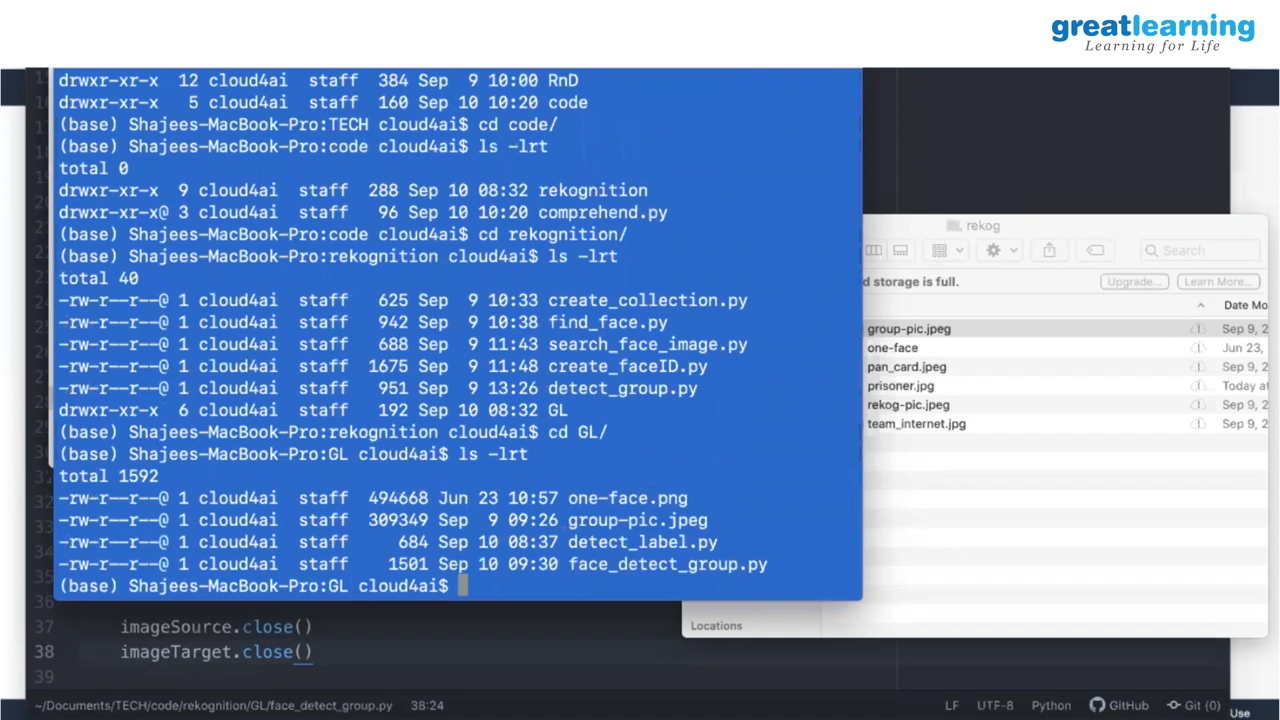 greatlearning
Learning for Life
drwxr-xr-x 12 cloud4ai staff 384 Sep 9 10:00 RnD
drwxr-xr-x 5 cloud4ai staff 160 Sep 10 10:20 code
(base) Shajees-MacBook-Pro:TECH cloud4ai$ cd code/
(base) Shajees-MacBook-Pro:code cloud4ai$ ls -lrt
total 0
drwxr-xr-x 9 cloud4ai staff 288 Sep 10 08:32 rekognition
drwxr-xr-x@ 3 cloud4ai staff 96 Sep 10 10:20 comprehend.py
(base) Shajees-MacBook-Pro:code cloud4ai$ cd rekognition/
(base) Shajees-MacBook-Pro:rekognition cloud4ai$ ls -lrt
total 40
-rw-r--r--@ 1 cloud4ai staff 625 Sep 9 10:33 create_collection.py
-rw-r--r--@ 1 cloud4ai staff 942 Sep 9 10:38 find_face.py
-rw-r--r--@ 1 cloud4ai staff 688 Sep 9 11:43 search_face_image.py
-rw-r--r--@ 1 cloud4ai staff 1675 Sep 9 11:48 create_faceID.py
-rw-r--r--@ 1 cloud4ai staff 951 Sep 9 13:26 detect_group.py
drwxr-xr-x 6 cloud4ai staff 192 Sep 10 08:32 GL
(base) Shajees-MacBook-Pro:rekognition cloud4ai$ cd GL/
(base) Shajees-MacBook-Pro:GL cloud4ai$ ls -lrt
total 1592
-rw-r--r--@ 1 cloud4ai staff 494668 Jun 23 10:57 one-face.png
-rw-r--r--@ 1 cloud4ai staff 309349 Sep 9 09:26 group-pic.jpeg
-rw-r--r--@ 1 cloud4ai staff 684 Sep 10 08:37 detect_label.py
-rw-r--r--@ 1 cloud4ai staff 1501 Sep 10 09:30 face_detect_group.py
(base) Shajees-MacBook-Pro:GL cloud4ai$
rekog
Search
d storage is full. Upgrade... Learn More...
Date Mo
group-pic.jpeg Sep 9, 2
one-face Jun 23,
pan_card.jpeg Sep 9, 2
prisoner.jpg Today at
rekog-pic.jpeg Sep 9, 2
team_internet.jpg Sep 9, 2
Locations
36
37 imageSource.close()
38 imageTarget.close()
39
~/Documents/TECH/code/rekognition/GL/face_detect_group.py 38:24 LF UTF-8 Python GitHub Git (0)
Use